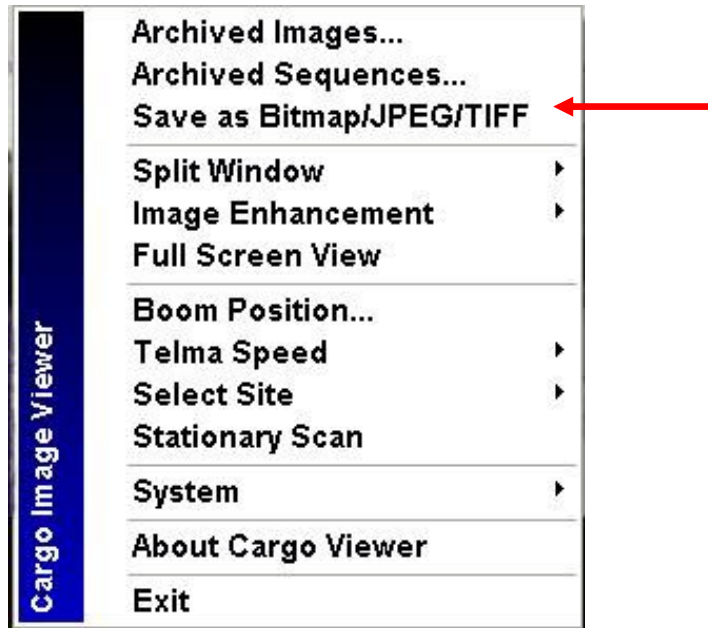 Archived Images...
Archived Sequences...
Save as Bitmap/JPEG/TIFF
Split Window
Image Enhancement
Full Screen View
Boom Position...
Telma Speed
Select Site
Stationary Scan
System
About Cargo Viewer
Exit
Cargo Image Viewer